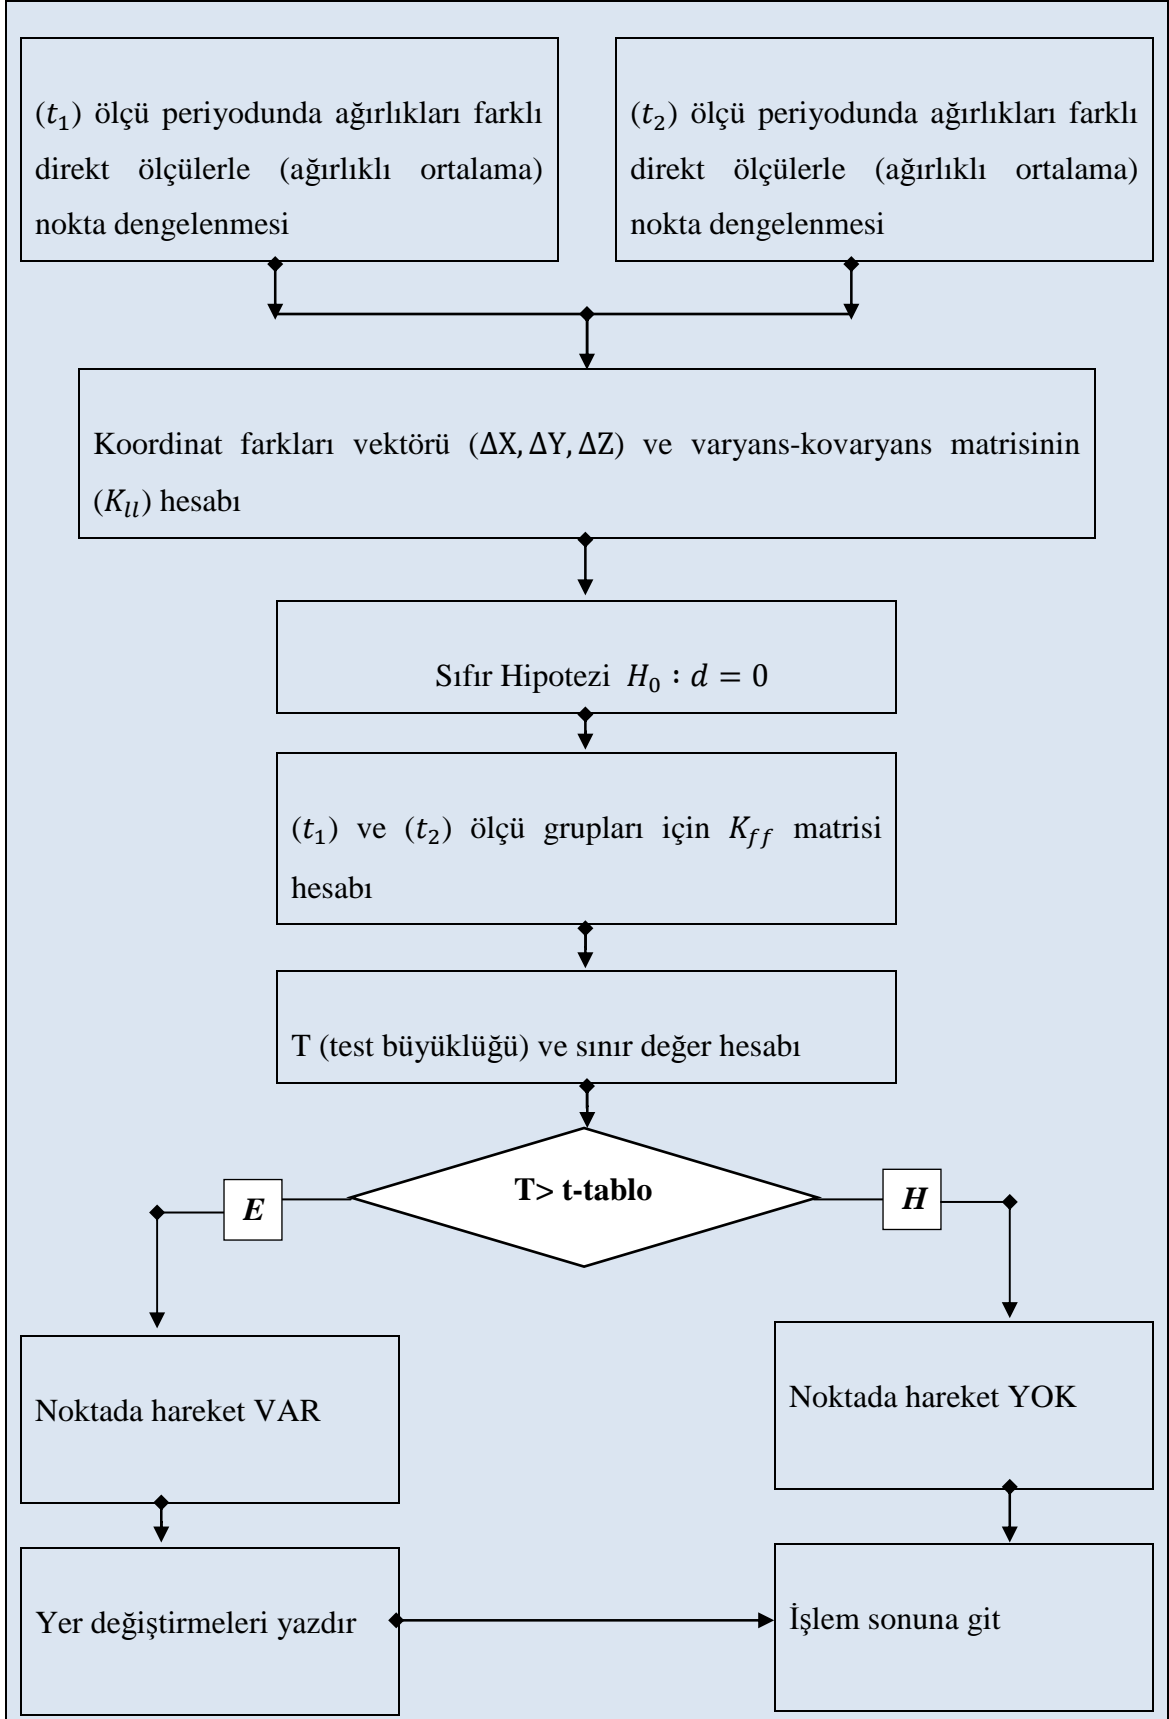 (t₁) ölçü periyodunda ağırlıkları farklı
direkt ölçülerle (ağırlıklı ortalama)
nokta dengelenmesi
(t₂) ölçü periyodunda ağırlıkları farklı
direkt ölçülerle (ağırlıklı ortalama)
nokta dengelenmesi
Koordinat farkları vektörü (ΔX, ΔY, ΔZ) ve varyans-kovaryans matrisinin
(Kₗₗ) hesabı
Sıfır Hipotezi H₀ : d = 0
(t₁) ve (t₂) ölçü grupları için K_ff matrisi
hesabı
T (test büyüklüğü) ve sınır değer hesabı
T> t-tablo
E
H
Noktada hareket VAR
Noktada hareket YOK
Yer değiştirmeleri yazdır
İşlem sonuna git